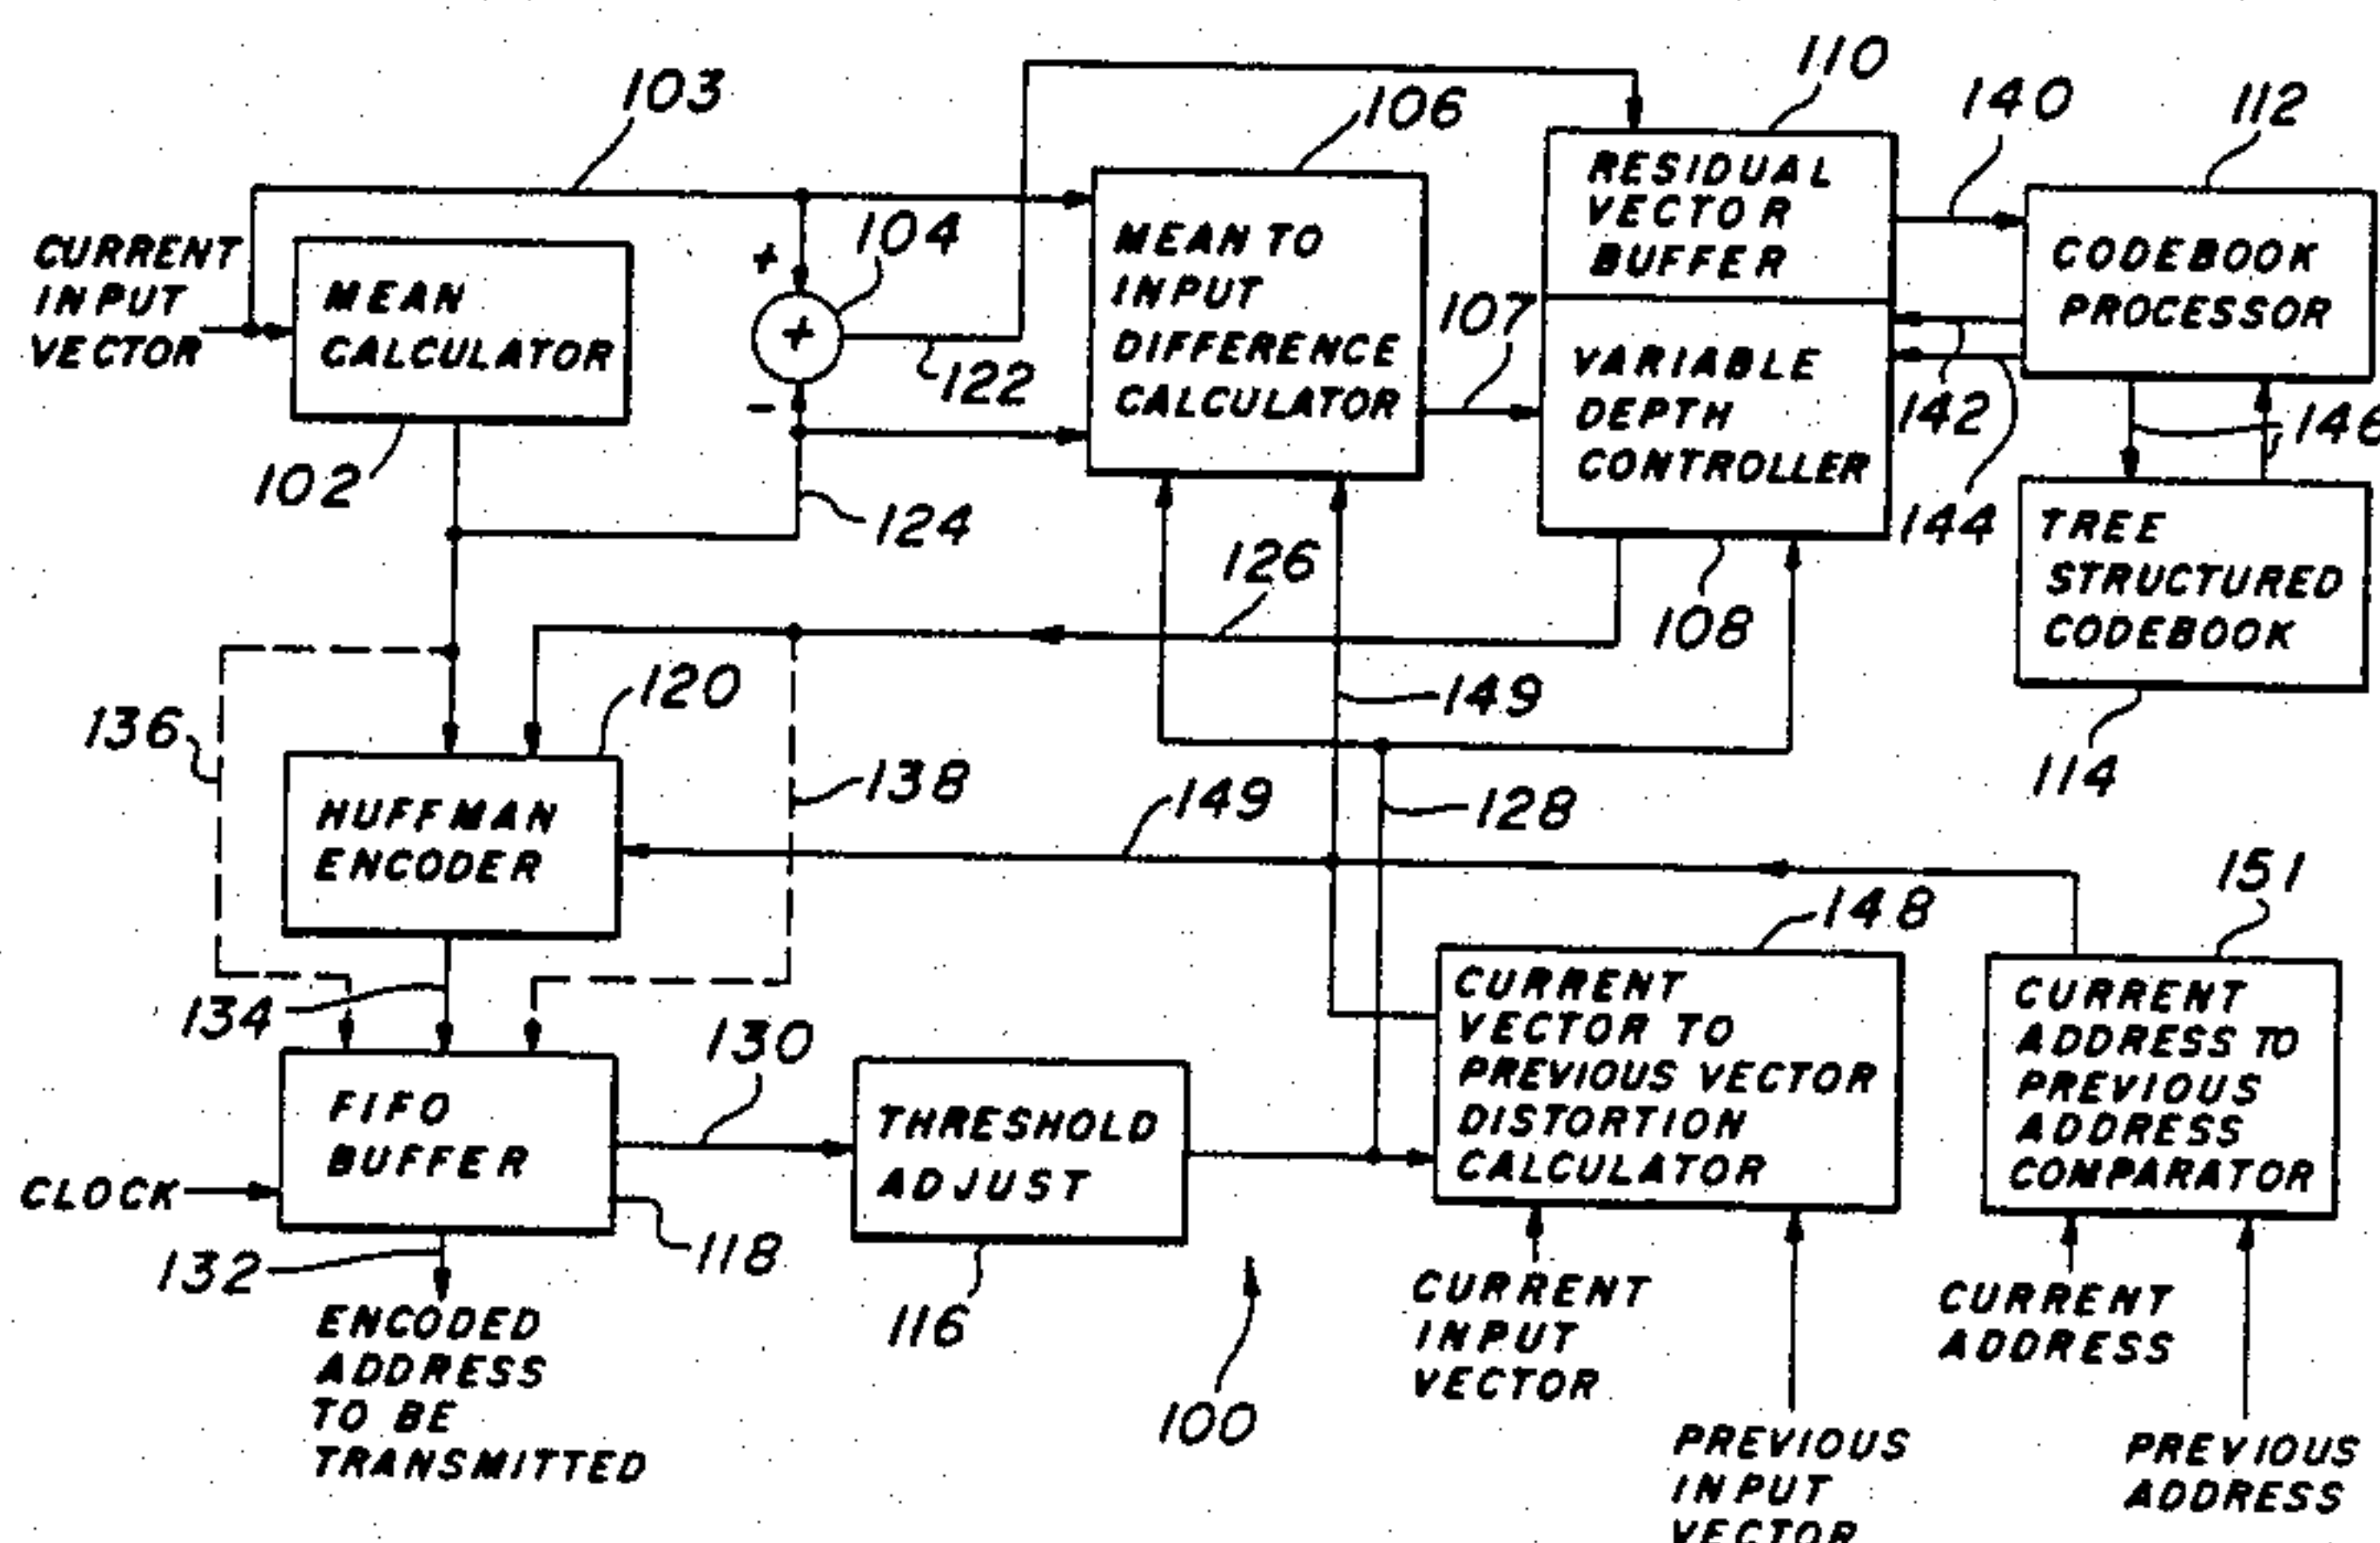 103
106
110
140
112
CURRENT
INPUT
VECTOR
MEAN
CALCULATOR
102
+
104
+
-
122
124
MEAN TO
INPUT
DIFFERENCE
CALCULATOR
107
RESIDUAL
VECTOR
BUFFER
VARIABLE
DEPTH
CONTROLLER
108
CODEBOOK
PROCESSOR
142
144
146
TREE
STRUCTURED
CODEBOOK
114
126
149
128
136
120
138
149
HUFFMAN
ENCODER
134
148
151
CURRENT
VECTOR TO
PREVIOUS VECTOR
DISTORTION
CALCULATOR
CURRENT
ADDRESS TO
PREVIOUS
ADDRESS
COMPARATOR
FIFO
BUFFER
130
THRESHOLD
ADJUST
CLOCK
118
132
116
100
ENCODED
ADDRESS
TO BE
TRANSMITTED
CURRENT
INPUT
VECTOR
PREVIOUS
INPUT
VECTOR
CURRENT
ADDRESS
PREVIOUS
ADDRESS